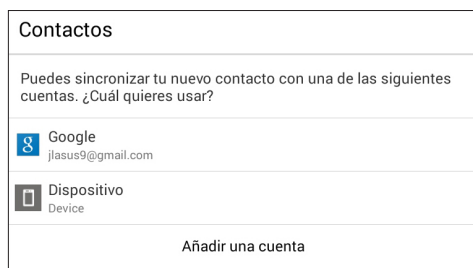 Contactos
Puedes sincronizar tu nuevo contacto con una de las siguientes
cuentas. ¿Cuál quieres usar?
8 Google
jlasus9@gmail.com
Dispositivo
Device
Añadir una cuenta